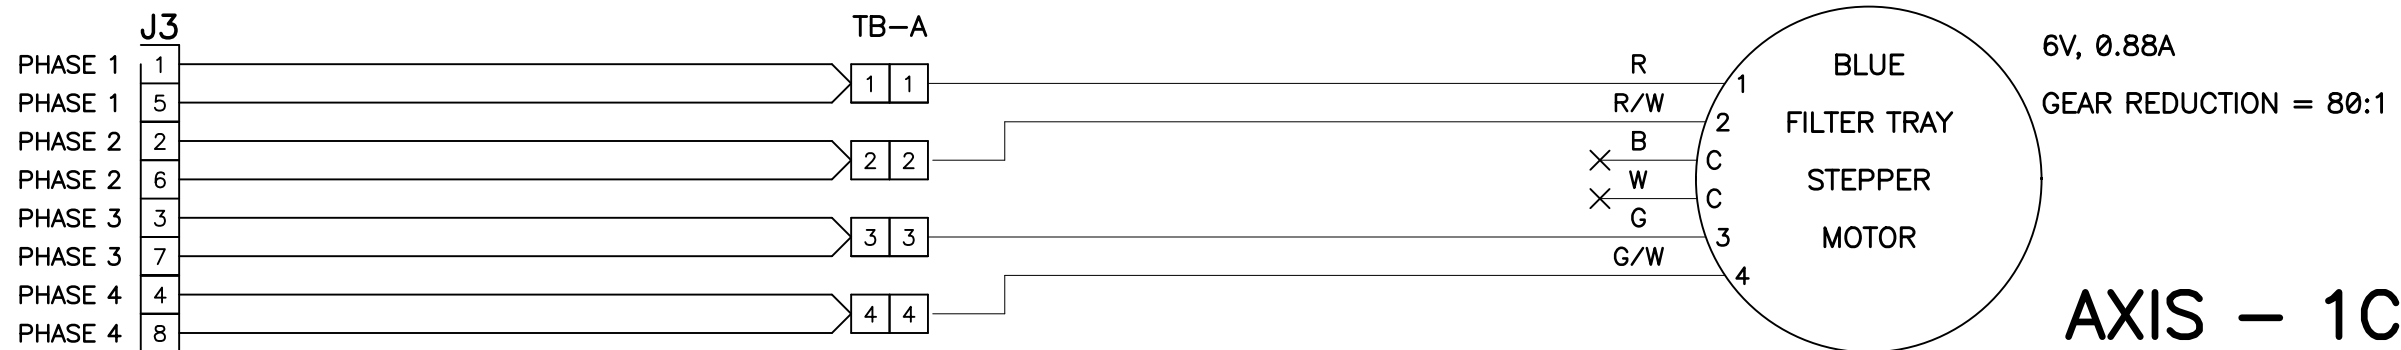 J3
TB-A
PHASE 1 1
PHASE 1 5
PHASE 2 2
PHASE 2 6
PHASE 3 3
PHASE 3 7
PHASE 4 4
PHASE 4 8
1 1
2 2
3 3
4 4
R 1
R/W 2
B C
W C
G 3
G/W 4
BLUE
FILTER TRAY
STEPPER
MOTOR
6V, 0.88A
GEAR REDUCTION = 80:1
AXIS - 1C